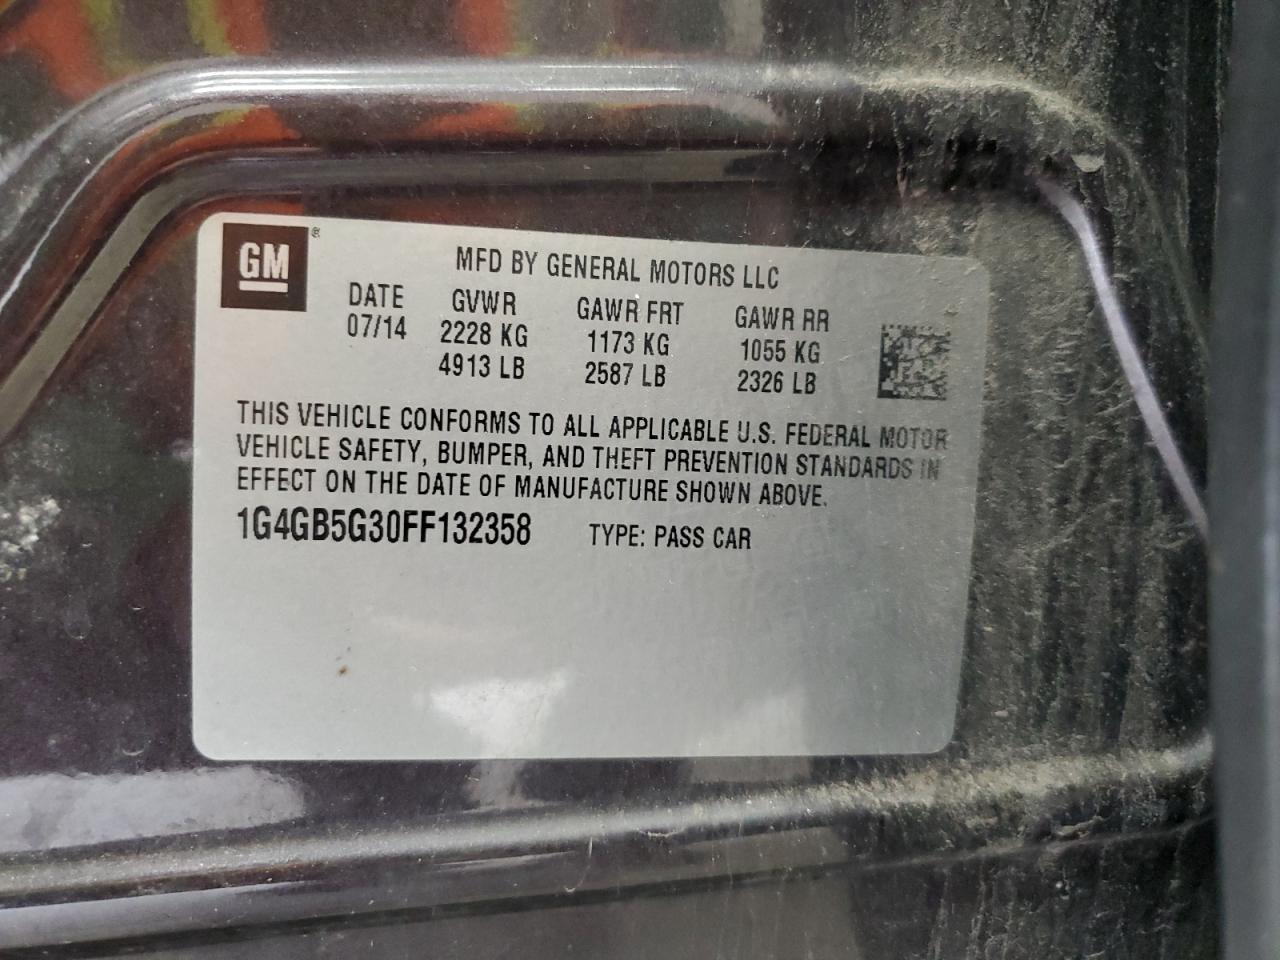 GM®
MFD BY GENERAL MOTORS LLC
DATE GVWR GAWR FRT GAWR RR
07/14 2228 KG 1173 KG 1055 KG
4913 LB 2587 LB 2326 LB
THIS VEHICLE CONFORMS TO ALL APPLICABLE U.S. FEDERAL MOTOR
VEHICLE SAFETY, BUMPER, AND THEFT PREVENTION STANDARDS IN
EFFECT ON THE DATE OF MANUFACTURE SHOWN ABOVE.
1G4GB5G30FF132358 TYPE: PASS CAR